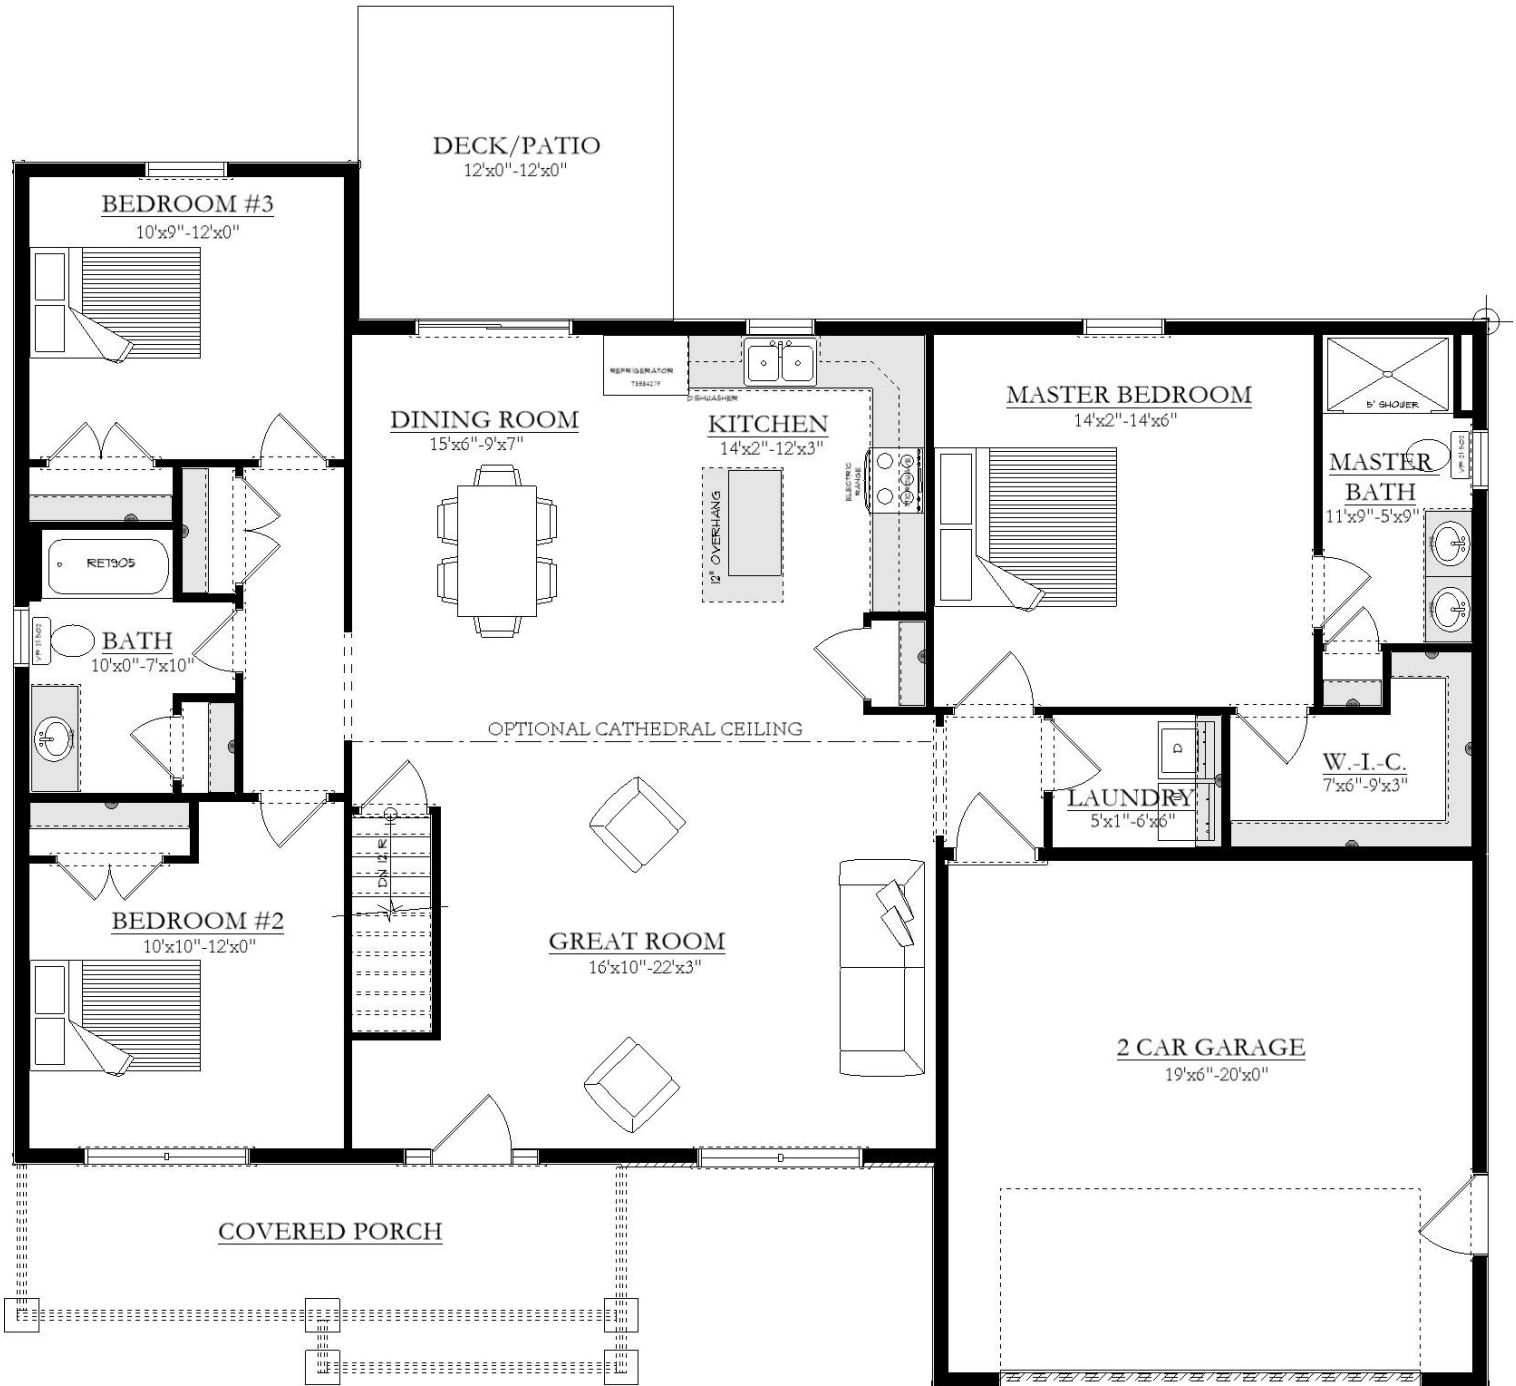 DECK/PATIO
12'x0"-12'x0"
BEDROOM #3
10'x9"-12'x0"
REFRIGERATOR
DISHWASHER
DINING ROOM
15'x6"-9'x7"
KITCHEN
14'x2"-12'x3"
ELECTRIC
RANGE
MICROWAVE
12" OVERHANG
MASTER BEDROOM
14'x2"-14'x6"
5' SHOWER
MASTER
BATH
11'x9"-5'x9"
RET905
BATH
10'x0"-7'x10"
OPTIONAL CATHEDRAL CEILING
W.-I.-C.
7'x6"-9'x3"
D
LAUNDRY
5'x1"-6'x6"
DN 12 R
BEDROOM #2
10'x10"-12'x0"
GREAT ROOM
16'x10"-22'x3"
2 CAR GARAGE
19'x6"-20'x0"
COVERED PORCH